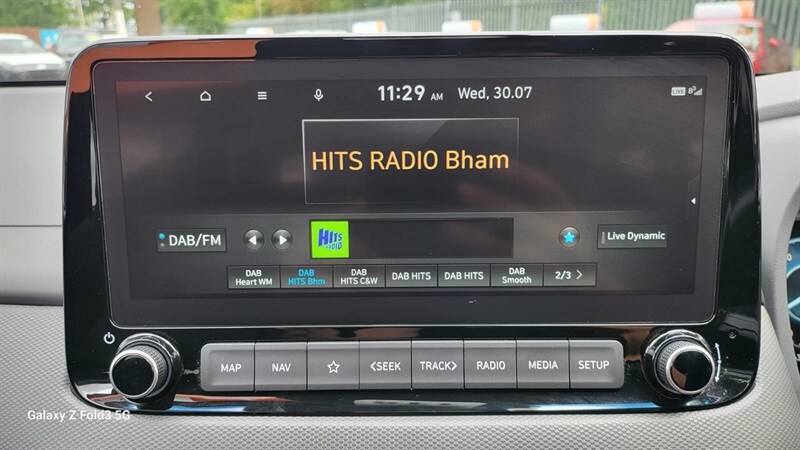 11:29 AM Wed, 30.07
LIVE
HITS RADIO Bham
DAB/FM
HITS RADIO
Live Dynamic
DAB Heart WM
DAB HITS Bhm
DAB HITS C&W
DAB HITS
DAB HITS
DAB Smooth
2/3 >
MAP
NAV
<SEEK
TRACK>
RADIO
MEDIA
SETUP
Galaxy Z Fold3 5G